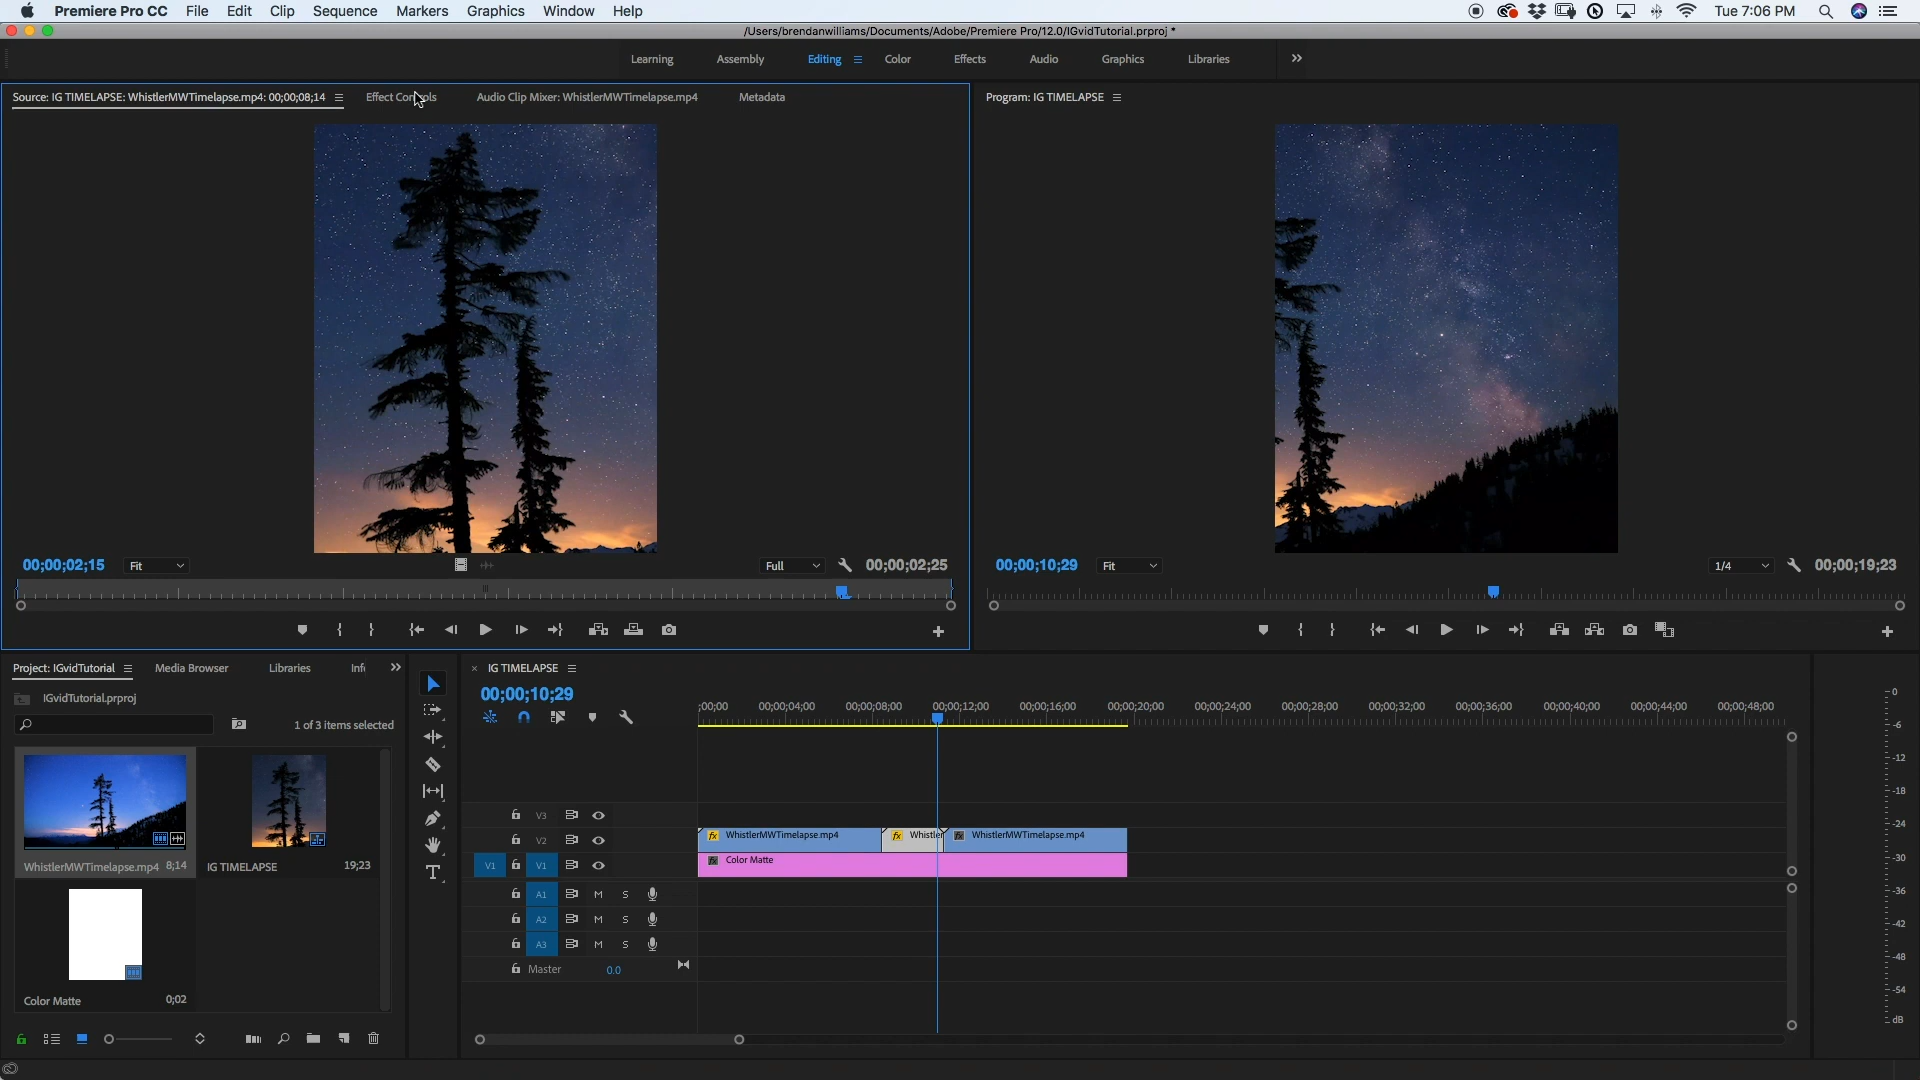 Premiere Pro CC File Edit Clip Sequence Markers Graphics Window Help Tue 7:06 PM
/Users/brendanwilliams/Documents/Adobe/Premiere Pro/12.0/IGvidTutorial.prproj *
Learning Assembly Editing Color Effects Audio Graphics Libraries
Source: IG TIMELAPSE: WhistlerMWTimelapse.mp4: 00;00;08;14 Effect Controls Audio Clip Mixer: WhistlerMWTimelapse.mp4 Metadata
Program: IG TIMELAPSE
00;00;02;15 Fit Full 00;00;02;25
00;00;10;29 Fit 1/4 00;00;19;23
Project: IGvidTutorial Media Browser Libraries Info
IGvidTutorial.prproj
1 of 3 items selected
WhistlerMWTimelapse.mp4 8;14
IG TIMELAPSE 19;23
Color Matte 0;02
× IG TIMELAPSE
00;00;10;29
;00;00 00;00;04;00 00;00;08;00 00;00;12;00 00;00;16;00 00;00;20;00 00;00;24;00 00;00;28;00 00;00;32;00 00;00;36;00 00;00;40;00 00;00;44;00 00;00;48;00
V3
V2 fx WhistlerMWTimelapse.mp4 fx Whistler fx WhistlerMWTimelapse.mp4
V1 V1 fx Color Matte
A1 M S
A2 M S
A3 M S
Master 0.0
T
0
-6
-12
-18
-24
-30
-36
-42
-48
-54
dB